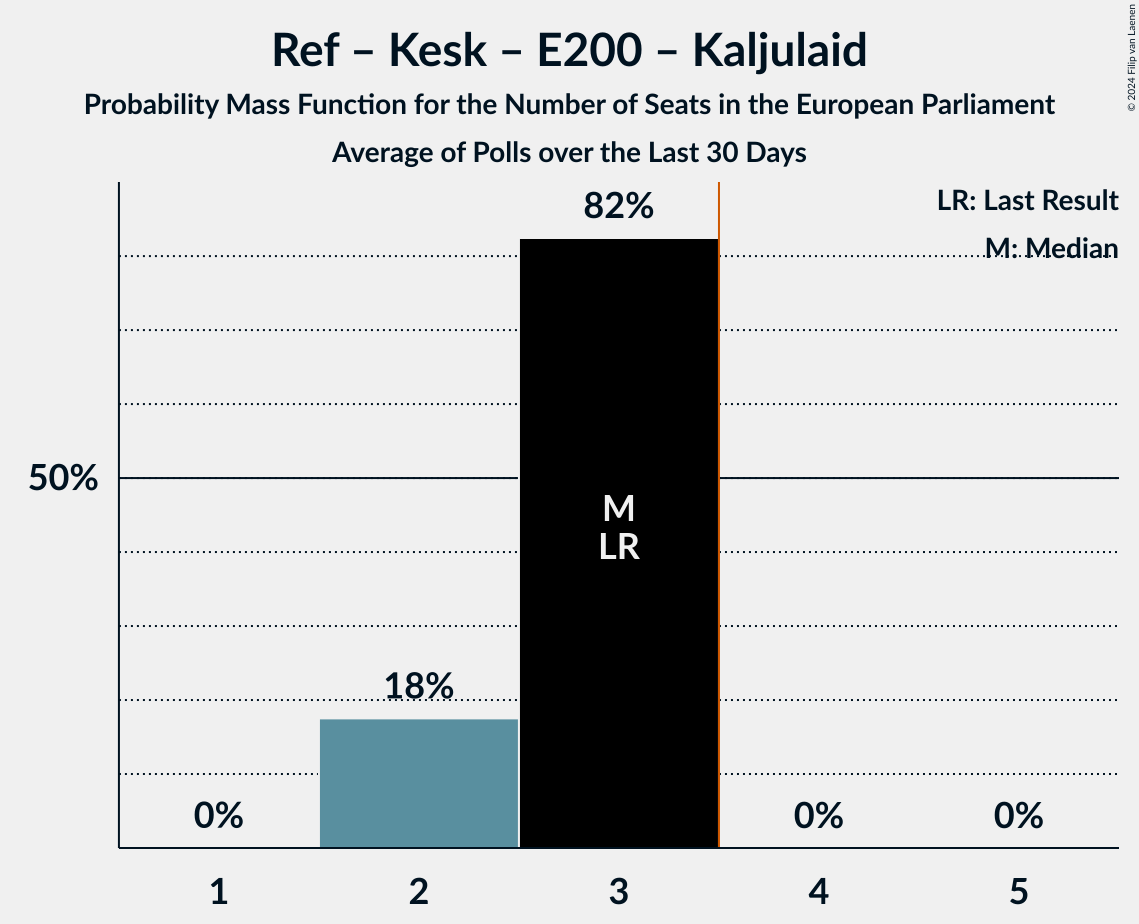 Ref – Kesk – E200 – Kaljulaid
Probability Mass Function for the Number of Seats in the European Parliament
Average of Polls over the Last 30 Days
© 2024 Filip van Laenen
LR: Last Result
M: Median
82%
50%
M
LR
18%
0%
0%
0%
1
2
3
4
5